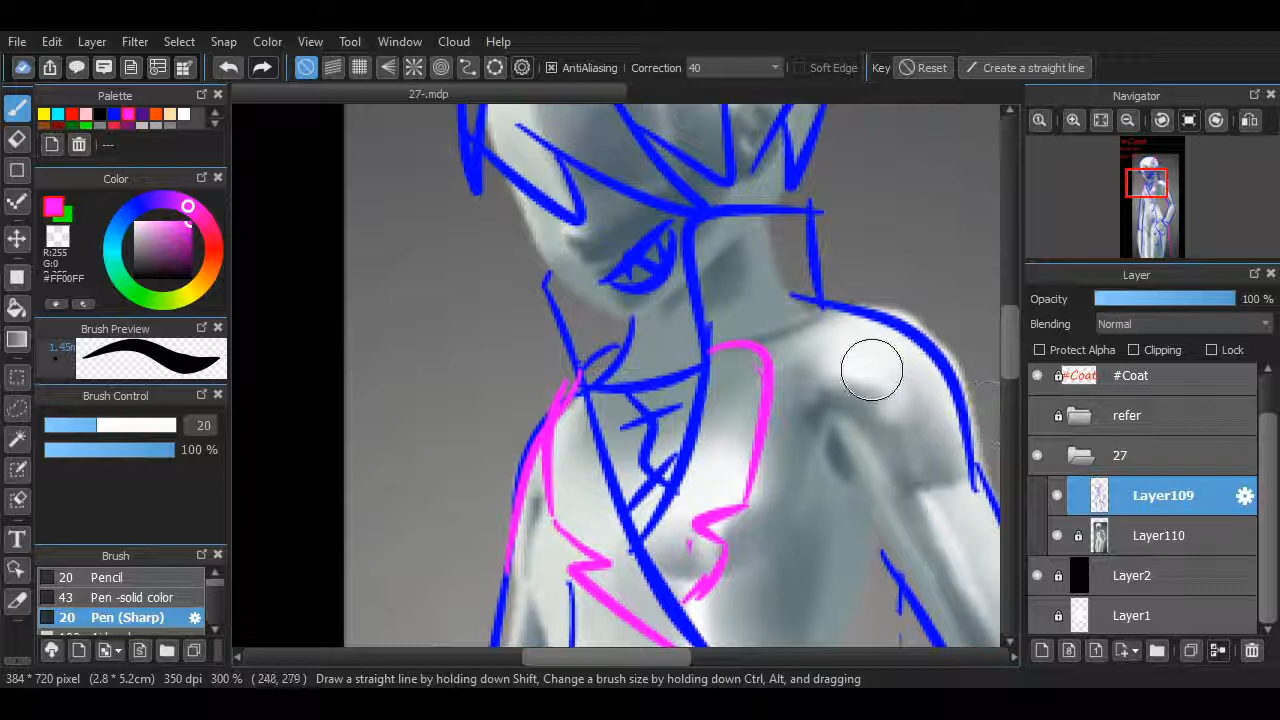 File Edit Layer Filter Select Snap Color View Tool Window Cloud Help
AntiAliasing Correction 40 Soft Edge Key Reset Create a straight line
Palette
27-.mdp
Navigator
---
Color
R:255
G:0
#FF00FF
#Coat
Layer
Opacity 100 %
Blending Normal
Protect Alpha Clipping Lock
Brush Preview
#Coat #Coat
refer
27
Layer109
Layer110
Layer2
Layer1
Brush Control
20
100 %
T
Brush
20 Pencil
43 Pen -solid color
20 Pen (Sharp)
384 * 720 pixel (2.8 * 5.2cm) 350 dpi 300 % ( 248, 279 ) Draw a straight line by holding down Shift, Change a brush size by holding down Ctrl, Alt, and dragging